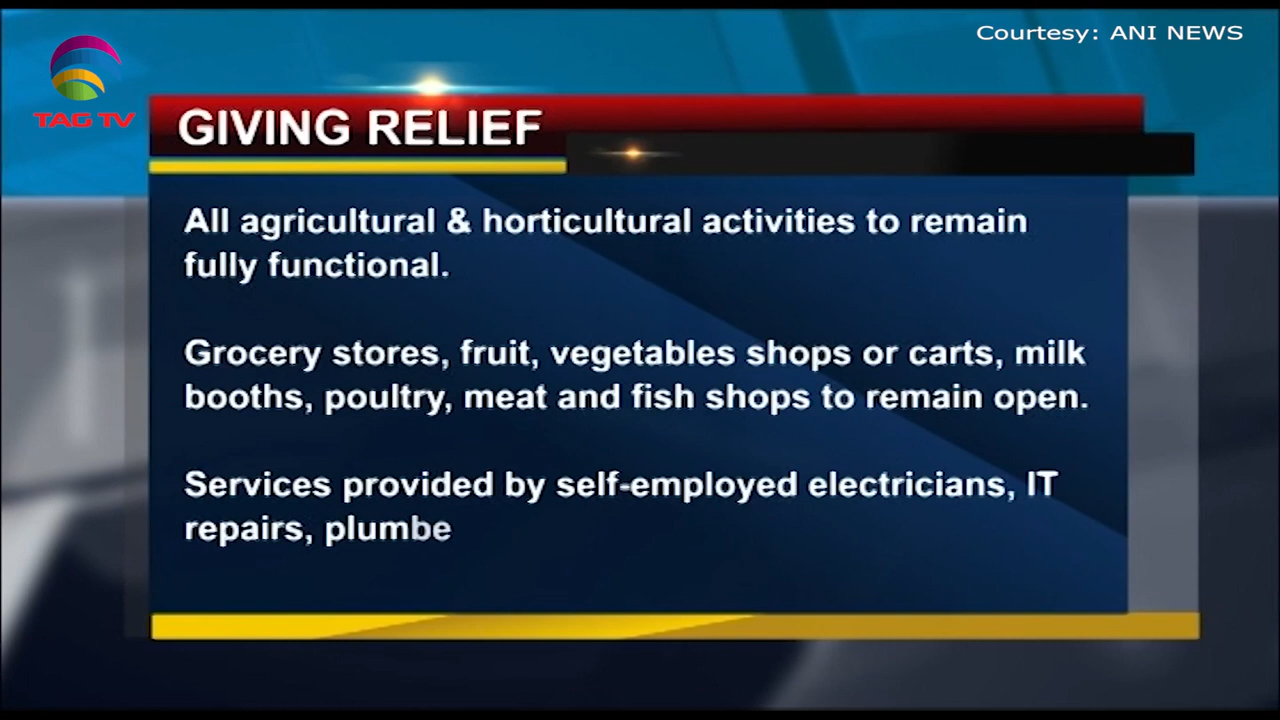 Courtesy: ANI NEWS
TAG TV
GIVING RELIEF
All agricultural & horticultural activities to remain
fully functional.
Grocery stores, fruit, vegetables shops or carts, milk
booths, poultry, meat and fish shops to remain open.
Services provided by self-employed electricians, IT
repairs, plumbe